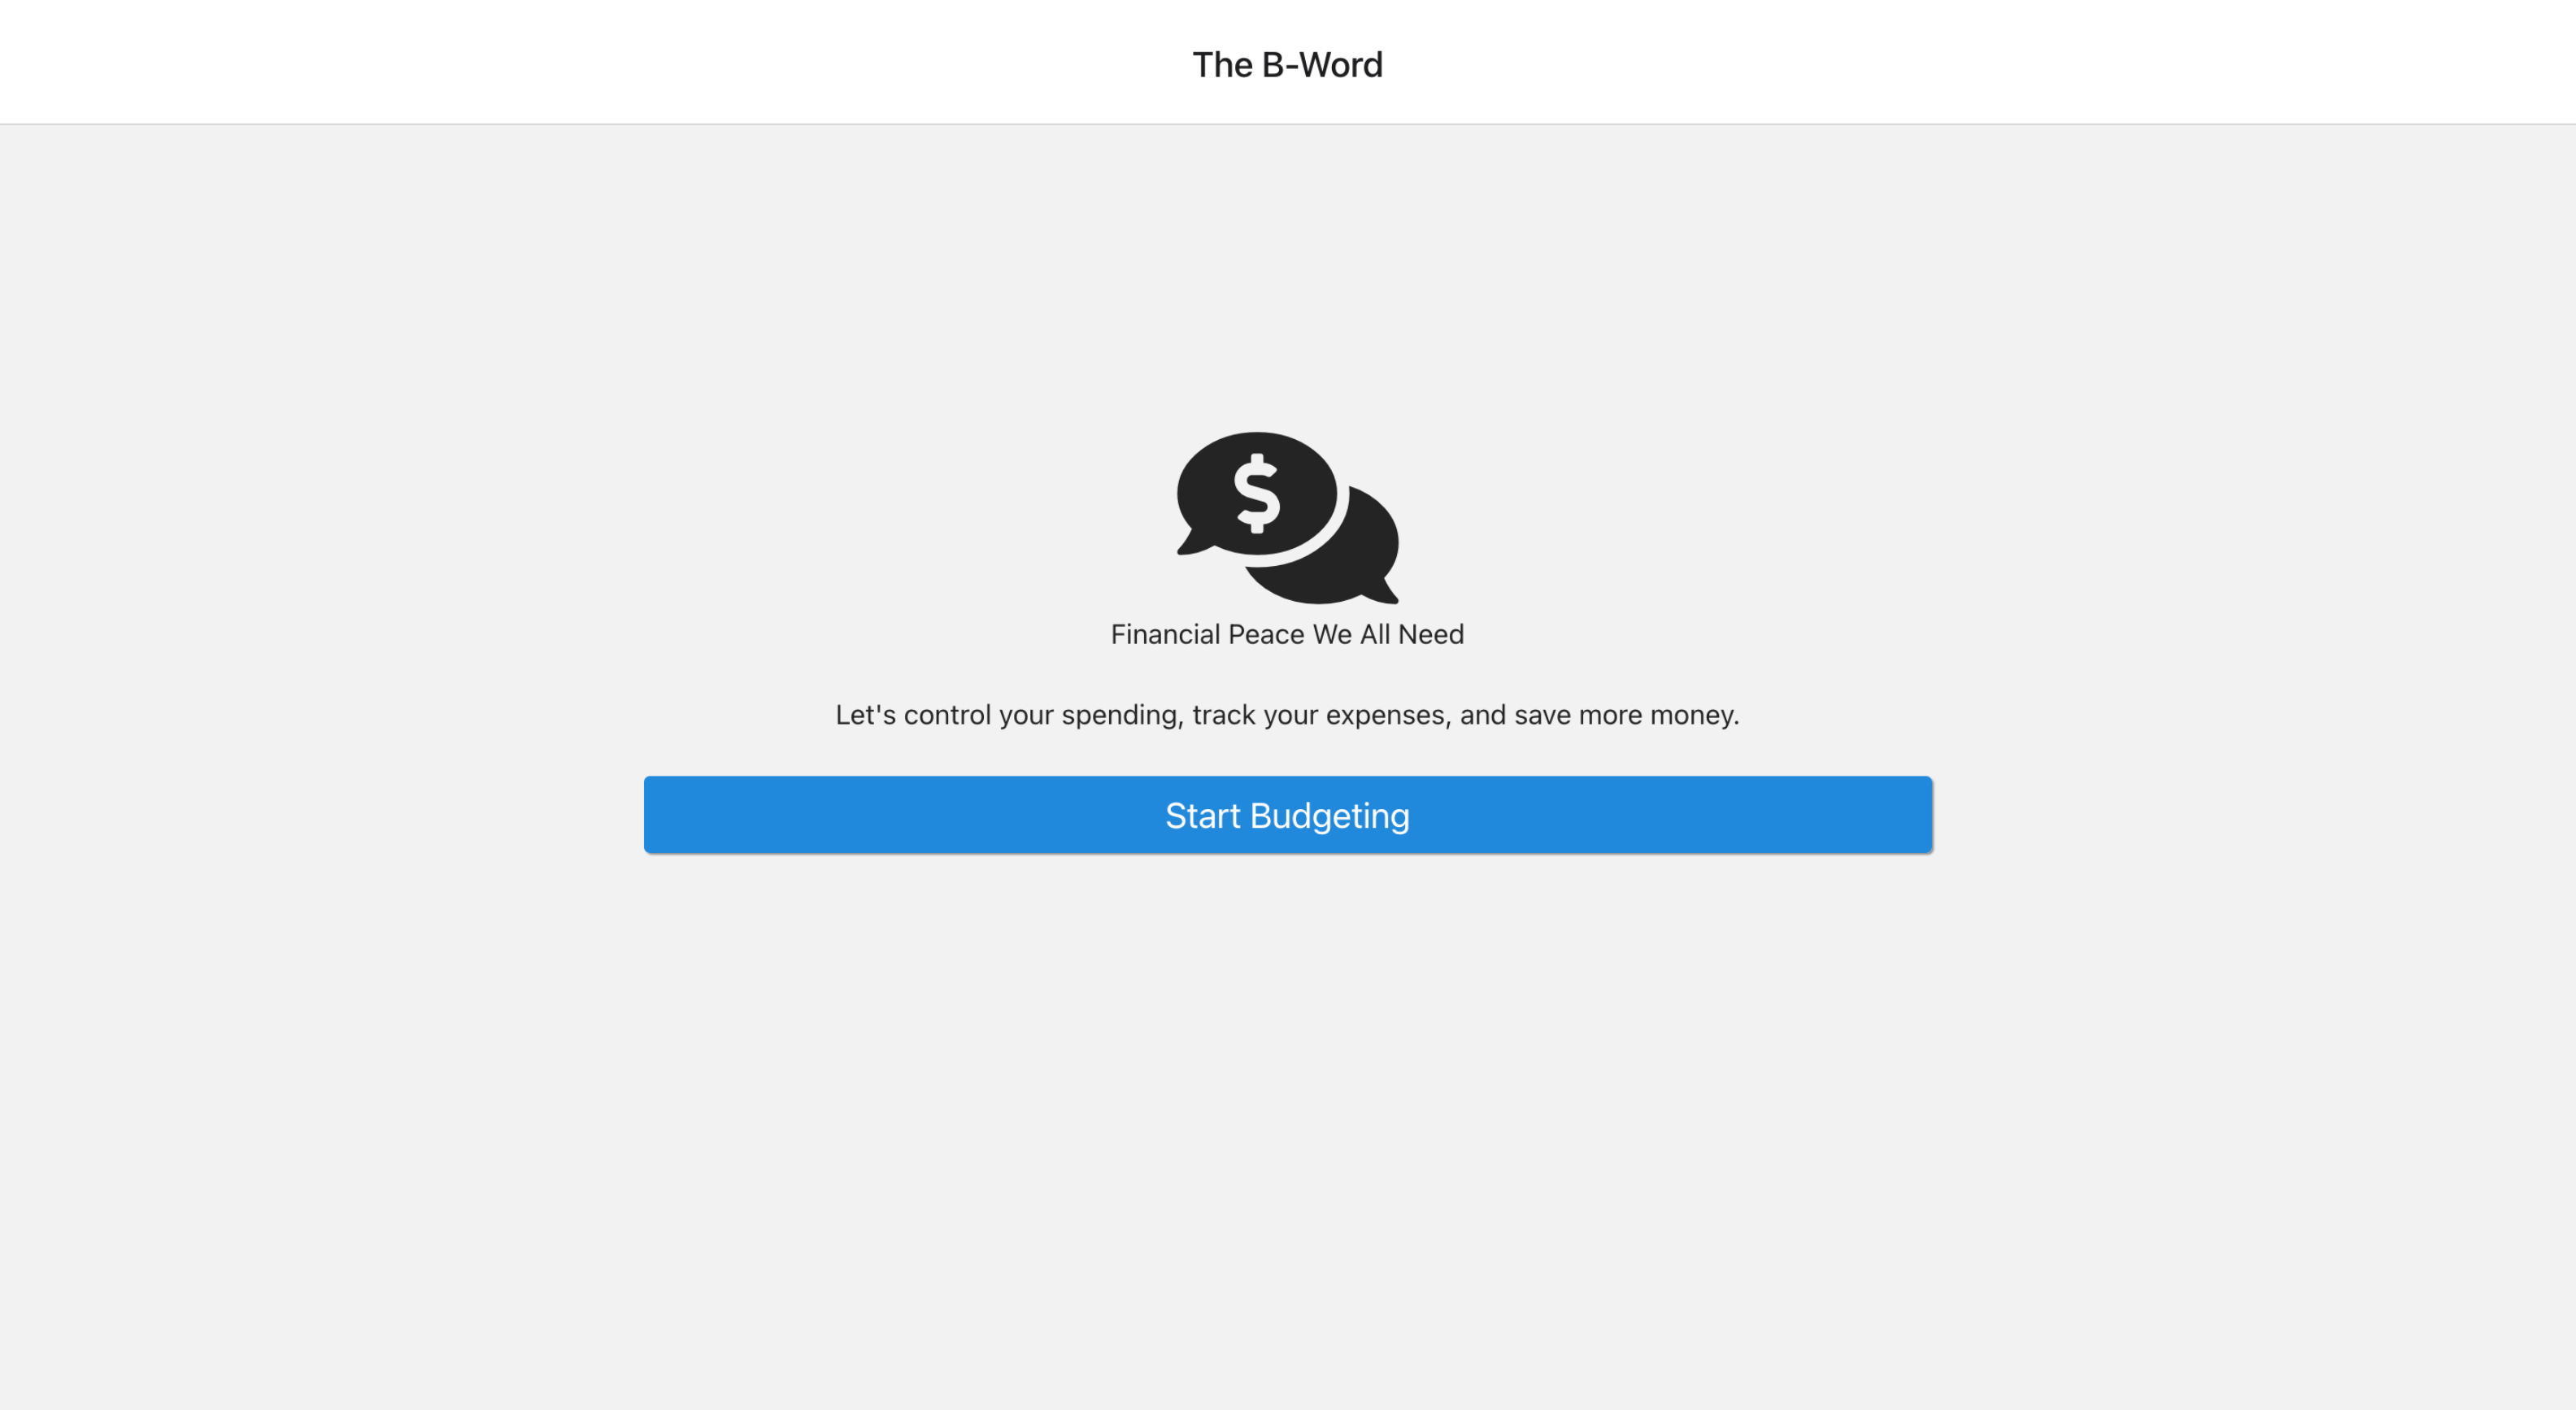 The B-Word
$
Financial Peace We All Need
Let's control your spending, track your expenses, and save more money.
Start Budgeting